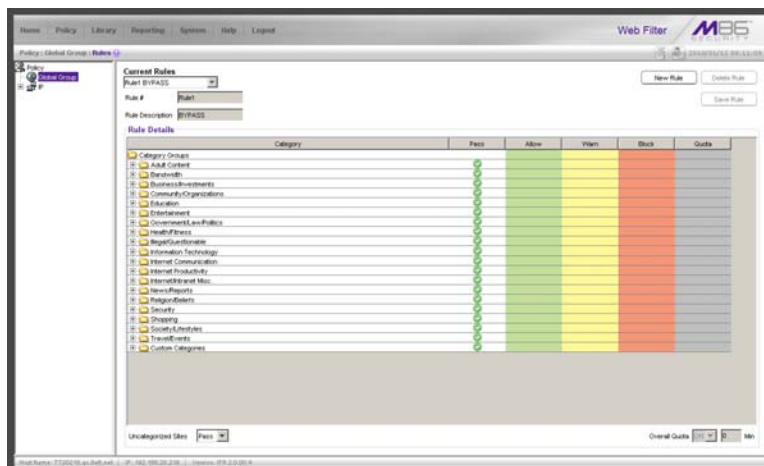 Home Policy Library Reporting System Help Logout
Web Filter
M86
SECURITY
Policy : Global Group : Rules
Policy
Global Group
IP
Current Rules
Rule1 BYPASS
New Rule
Delete Rule
Rule # Rule1
Save Rule
Rule Description BYPASS
Rule Details
Category Pass Allow Warn Block Quota
Category Groups
Adult Content
Bandwidth
Business/Investments
Community/Organizations
Education
Entertainment
Government/Law/Politics
Health/Fitness
Illegal/Questionable
Information Technology
Internet Communication
Internet Productivity
Internet/Intranet Misc.
News/Reports
Religion/Beliefs
Security
Shopping
Society/Lifestyles
Travel/Events
Custom Categories
Uncategorized Sites Pass
Overall Quota 0 Min